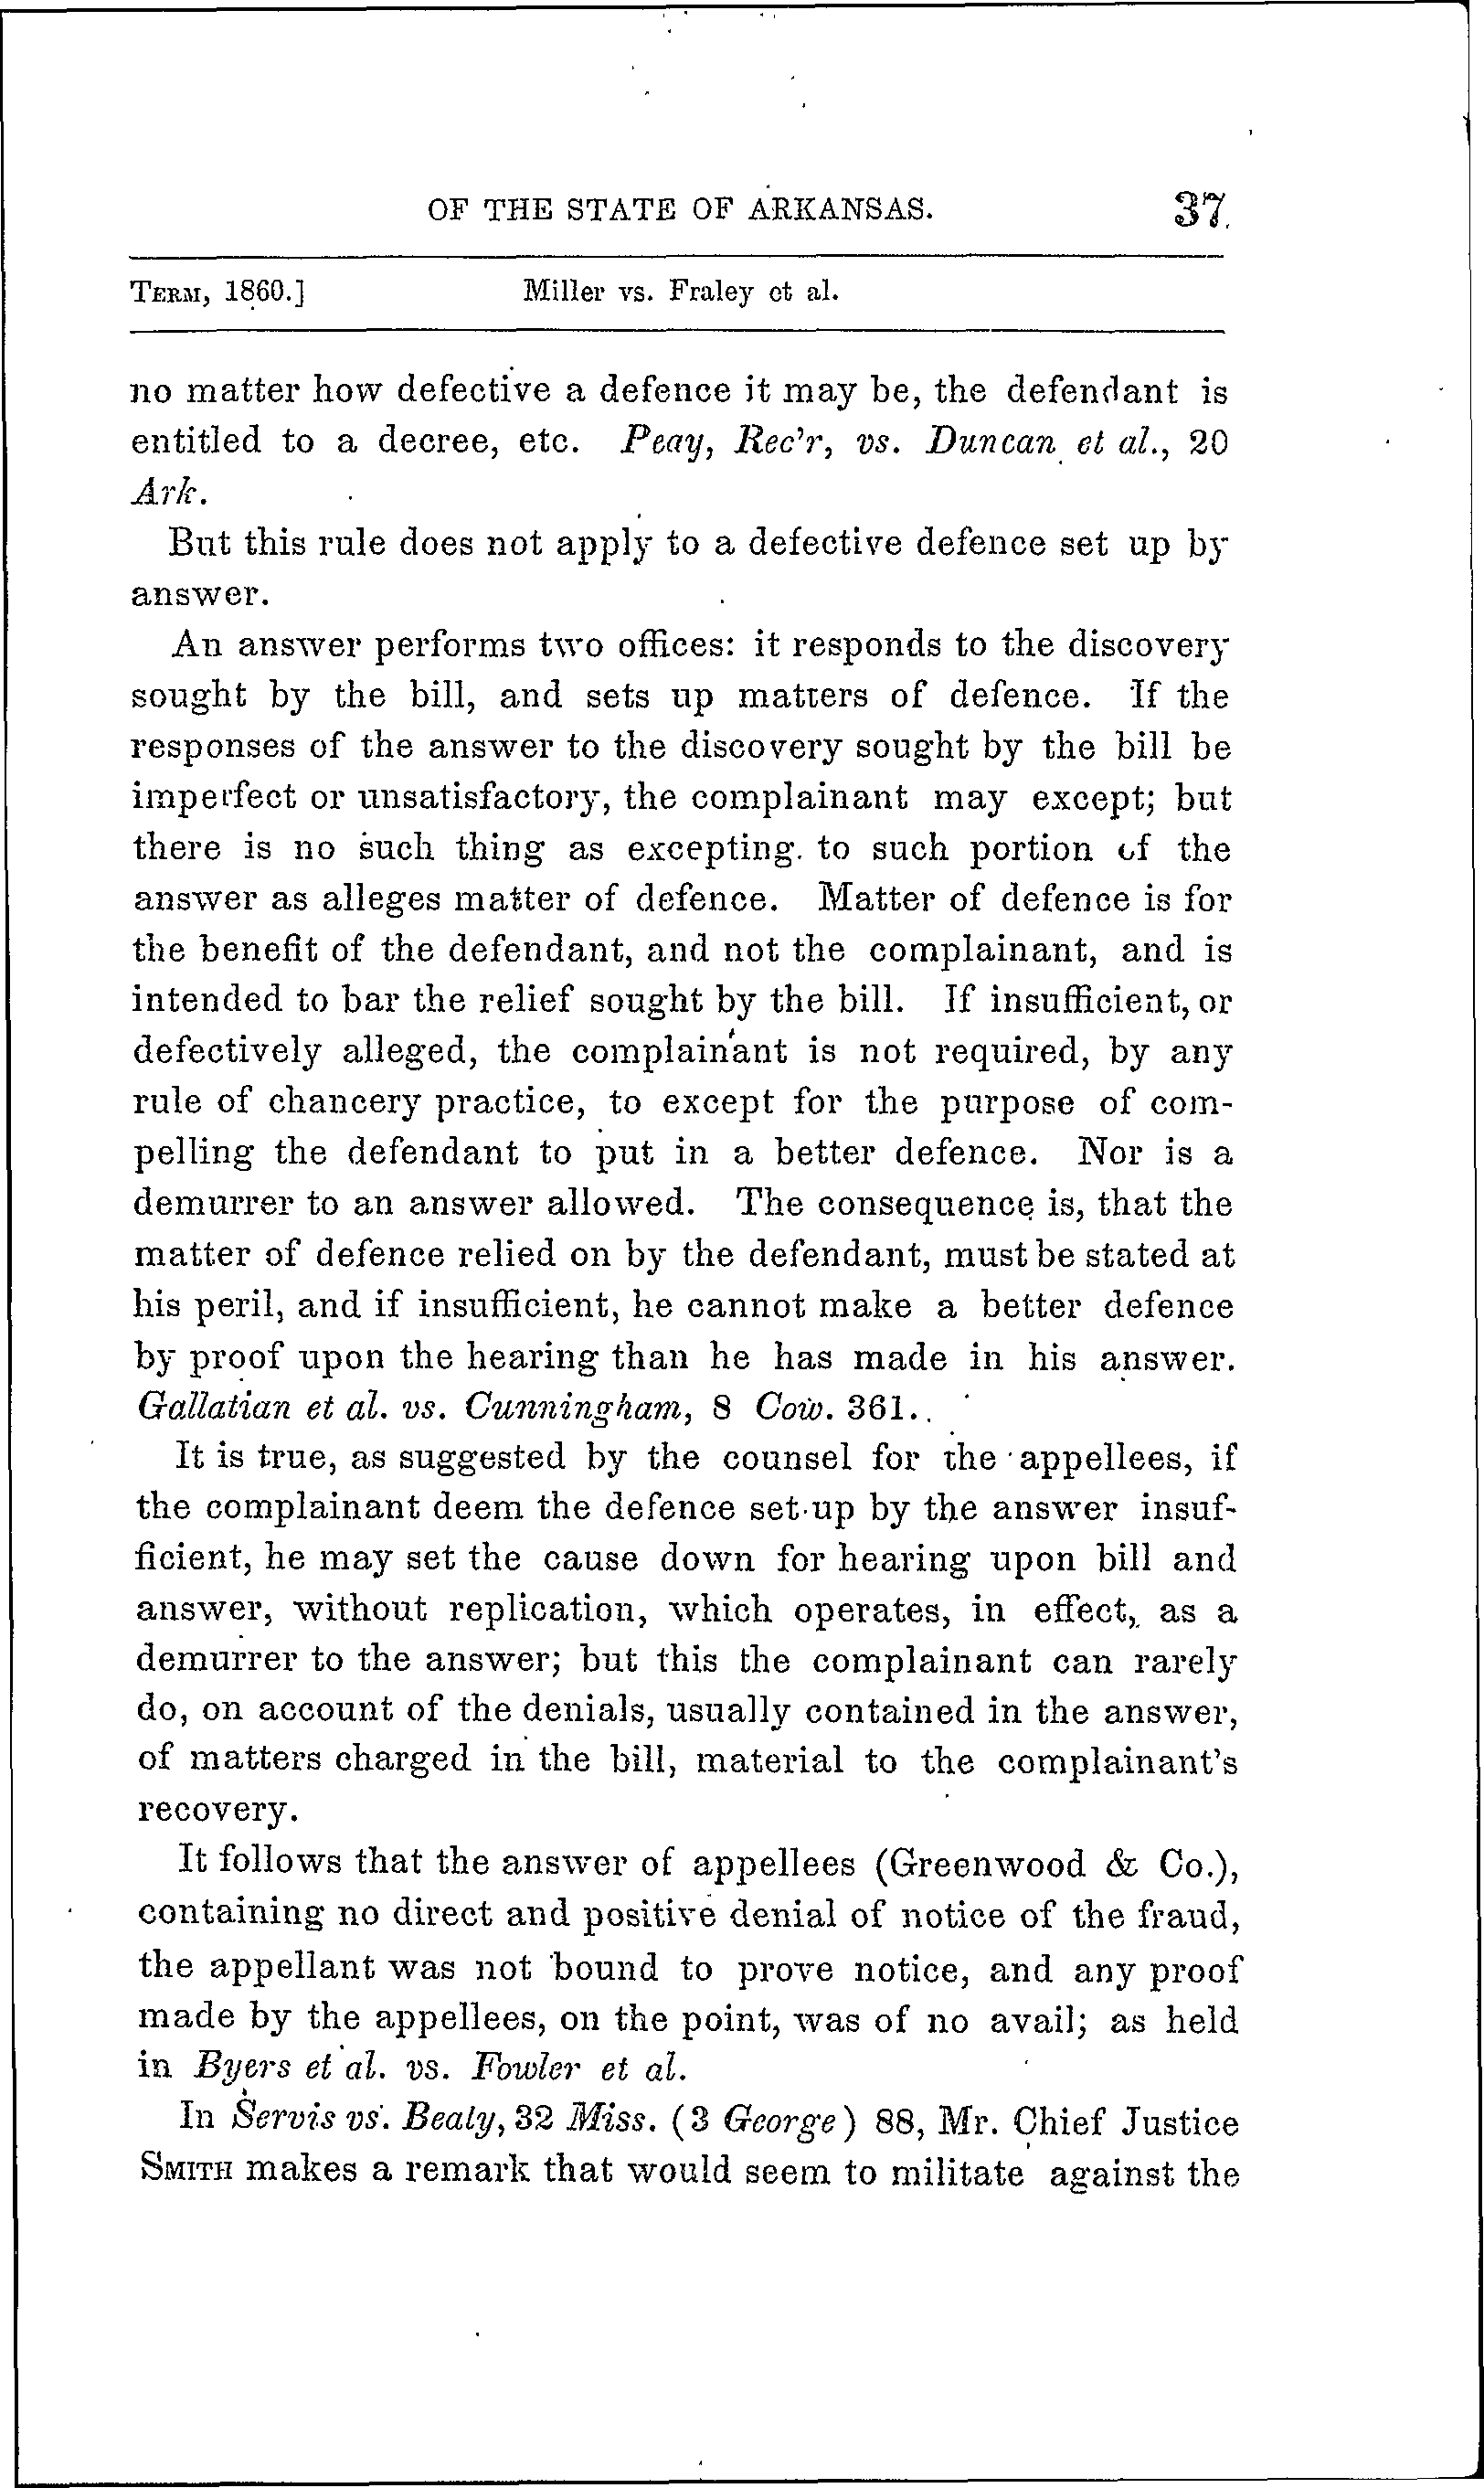 OF THE STATE OF ARKANSAS. 37
TERM, 1860.] Miller vs. Fraley et al.
no matter how defective a defence it may be, the defendant is
entitled to a decree, etc. Peay, Rec'r, vs. Duncan et al., 20
Ark.
But this rule does not apply to a defective defence set up by
answer.
An answer performs two offices: it responds to the discovery
sought by the bill, and sets up matters of defence. If the
responses of the answer to the discovery sought by the bill be
imperfect or unsatisfactory, the complainant may except; but
there is no such thing as excepting to such portion of the
answer as alleges matter of defence. Matter of defence is for
the benefit of the defendant, and not the complainant, and is
intended to bar the relief sought by the bill. If insufficient, or
defectively alleged, the complainant is not required, by any
rule of chancery practice, to except for the purpose of com-
pelling the defendant to put in a better defence. Nor is a
demurrer to an answer allowed. The consequence is, that the
matter of defence relied on by the defendant, must be stated at
his peril, and if insufficient, he cannot make a better defence
by proof upon the hearing than he has made in his answer.
Gallatian et al. vs. Cunningham, 8 Cow. 361.
It is true, as suggested by the counsel for the appellees, if
the complainant deem the defence set up by the answer insuf-
ficient, he may set the cause down for hearing upon bill and
answer, without replication, which operates, in effect, as a
demurrer to the answer; but this the complainant can rarely
do, on account of the denials, usually contained in the answer,
of matters charged in the bill, material to the complainant's
recovery.
It follows that the answer of appellees (Greenwood & Co.),
containing no direct and positive denial of notice of the fraud,
the appellant was not bound to prove notice, and any proof
made by the appellees, on the point, was of no avail; as held
in Byers et al. vs. Fowler et al.
In Servis vs. Bealy, 32 Miss. (3 George) 88, Mr. Chief Justice
SMITH makes a remark that would seem to militate against the